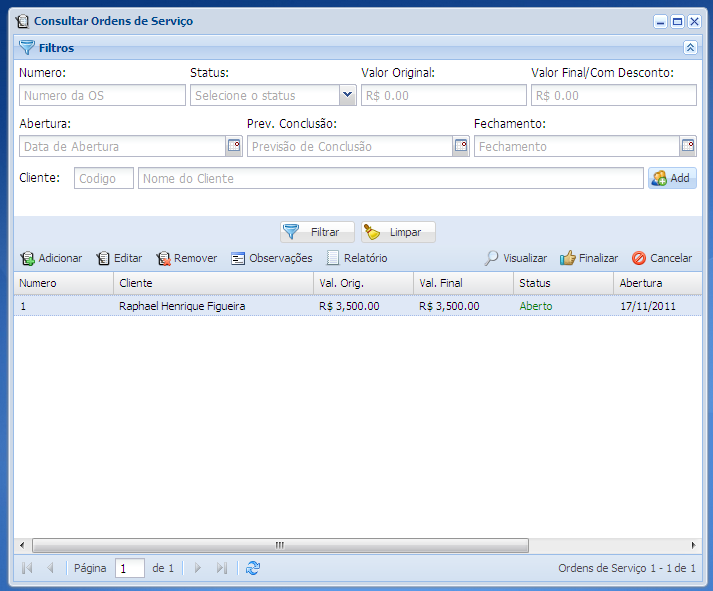 Consultar Ordens de Serviço
Filtros
Numero: Status: Valor Original: Valor Final/Com Desconto:
Numero da OS Selecione o status R$ 0.00 R$ 0.00
Abertura: Prev. Conclusão: Fechamento:
Data de Abertura Previsão de Conclusão Fechamento
Cliente: Codigo Nome do Cliente Add
Filtrar Limpar
Adicionar Editar Remover Observações Relatório Visualizar Finalizar Cancelar
Numero Cliente Val. Orig. Val. Final Status Abertura
1 Raphael Henrique Figueira R$ 3,500.00 R$ 3,500.00 Aberto 17/11/2011
Página 1 de 1 Ordens de Serviço 1 - 1 de 1